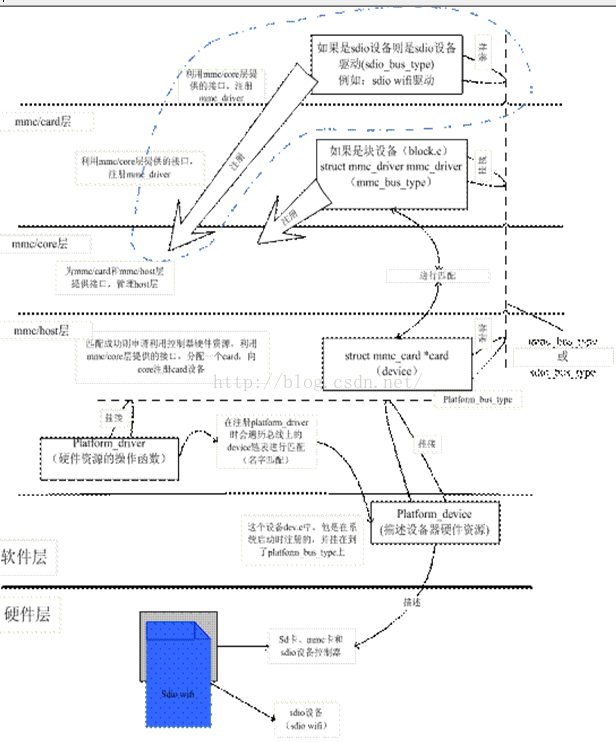 如果是sdio设备则是sdio设备
驱动(sdio_bus_type)
例如：sdio wifi驱动
挂接
利用mmc/core层提
供的接口，注册
mmc_driver
mmc/card层
注册
利用mmc/core层提供的接口，
注册mmc_driver
如果是块设备（block.c）
struct mmc_driver mmc_driver
（mmc_bus_type）
挂接
注册
mmc/core层
为mmc/card和mmc/host层
提供接口，管理host层
进行匹配
mmc/host层
匹配成功则申请利用控制器硬件资源，利用
mmc/core层提供的接口，分配一个card，向
core注册card设备
struct mmc_card *card
（device）
挂接
mmc_bus_type
或
sdio_bus_type
http://blog.csdn.net/
Platform_bus_type
挂接
Platform_driver
（硬件资源的操作函数）
在注册platform_driver
时会遍历总线上的
device链表进行匹配
（名字匹配）
挂接
Platform_device
(描述设备器硬件资源)
这个设备dev.c中，他是在系
统启动时注册的，并挂在到
了platform_bus_type上
软件层
硬件层
描述
Sd卡、mmc卡和
sdio设备控制器
Sdio wifi
sdio设备
（sdio wifi）